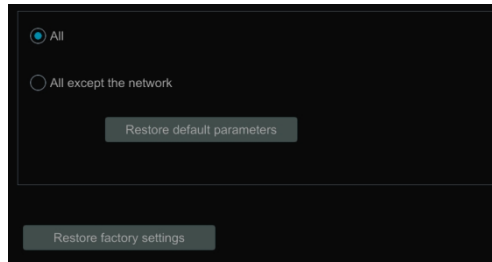 All
All except the network
Restore default parameters
Restore factory settings